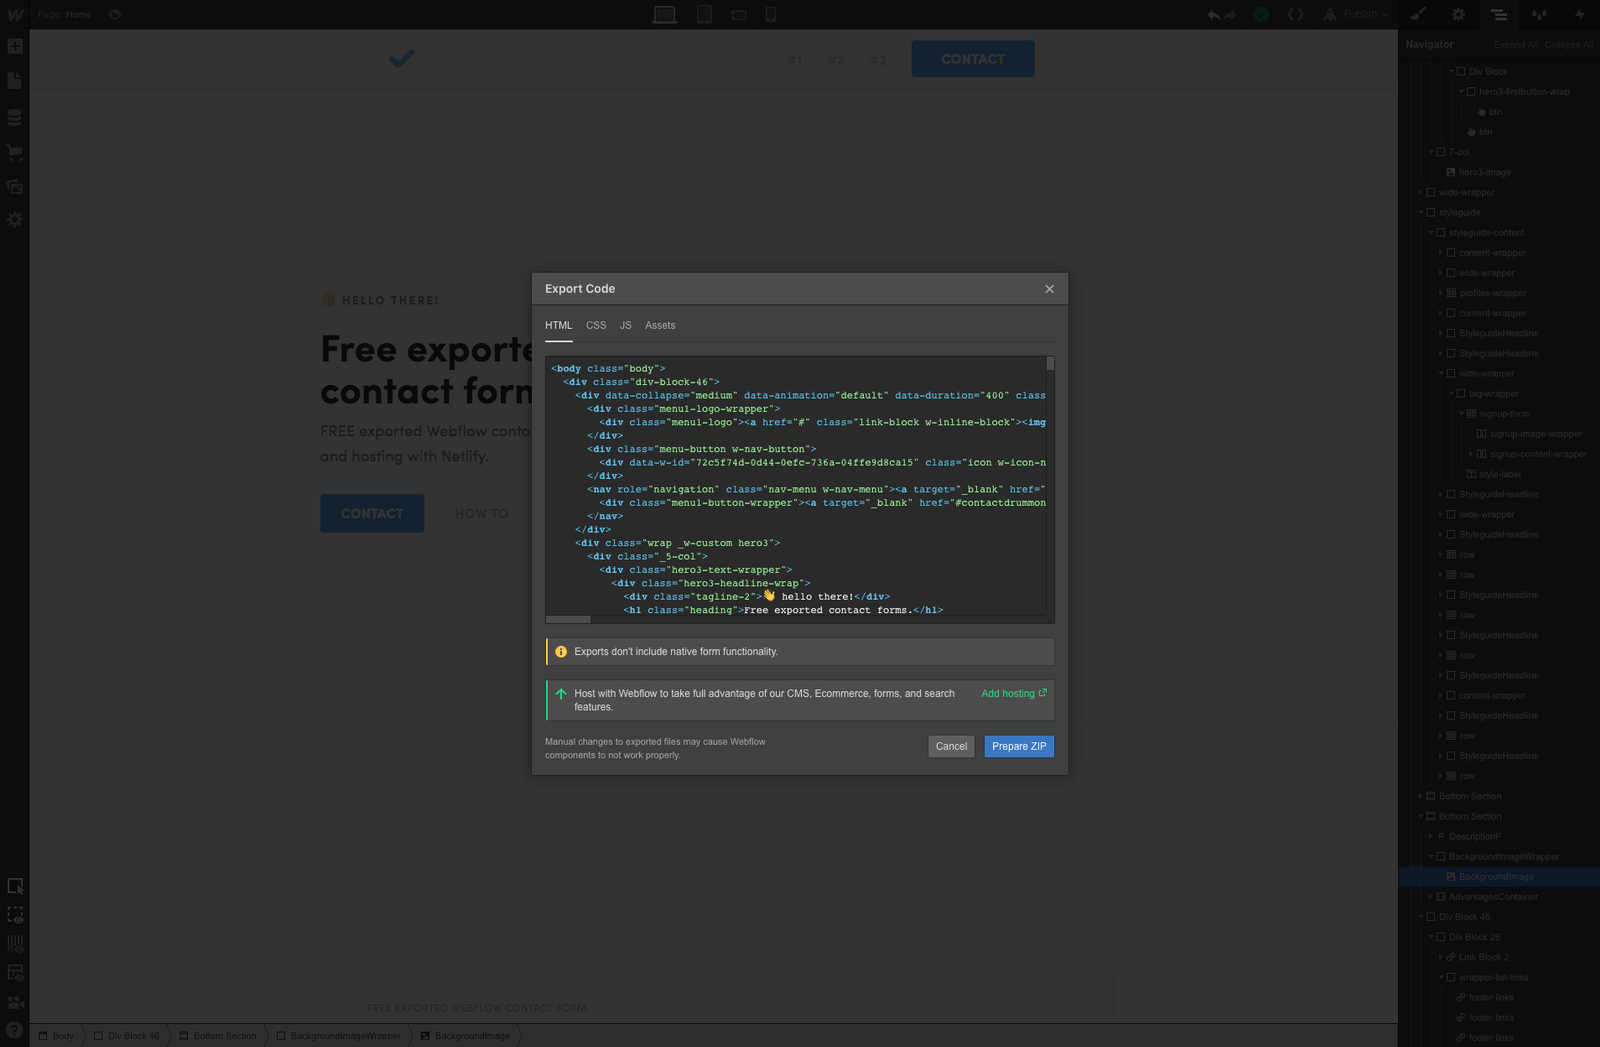 Page: Home
Publish
Navigator
Expand All Collapse All
#1 #2 #3
CONTACT
HELLO THERE!
Free exporte
contact form
FREE exported Webflow conta
and hosting with Netlify.
CONTACT
HOW TO
FREE EXPORTED WEBFLOW CONTACT FORM
Export Code
HTML CSS JS Assets
<body class="body">
<div class="div-block-46">
<div data-collapse="medium" data-animation="default" data-duration="400" class
<div class="menu1-logo-wrapper">
<div class="menu1-logo"><a href="#" class="link-block w-inline-block"><img
</div>
<div class="menu-button w-nav-button">
<div data-w-id="72c5f74d-0d44-0efc-736a-04ffe9d8ca15" class="icon w-icon-n
</div>
<nav role="navigation" class="nav-menu w-nav-menu"><a target="_blank" href="
<div class="menu1-button-wrapper"><a target="_blank" href="#contactdrummon
</nav>
</div>
<div class="wrap _w-custom hero3">
<div class="_5-col">
<div class="hero3-text-wrapper">
<div class="hero3-headline-wrap">
<div class="tagline-2">👋 hello there!</div>
<h1 class="heading">Free exported contact forms.</h1>
Exports don't include native form functionality.
Host with Webflow to take full advantage of our CMS, Ecommerce, forms, and search
features.
Add hosting
Manual changes to exported files may cause Webflow
components to not work properly.
Cancel
Prepare ZIP
Div Block
hero3-firstbutton-wrap
btn
btn
7-col
hero3-image
wide-wrapper
styleguide
styleguide-content
content-wrapper
wide-wrapper
profiles-wrapper
content-wrapper
StyleguideHeadline
StyleguideHeadline
wide-wrapper
tag-wrapper
signup-form
signup-image-wrapper
signup-content-wrapper
style-label
StyleguideHeadline
wide-wrapper
StyleguideHeadline
row
row
StyleguideHeadline
row
StyleguideHeadline
row
StyleguideHeadline
content-wrapper
StyleguideHeadline
row
StyleguideHeadline
row
Bottom Section
Bottom Section
P DescriptionP
BackgroundImageWrapper
BackgroundImage
AdvantagesContainer
Div Block 45
Div Block 26
Link Block 2
wrapper-list-links
footer links
footer links
footer links
Body
Div Block 46
Bottom Section
BackgroundImageWrapper
BackgroundImage